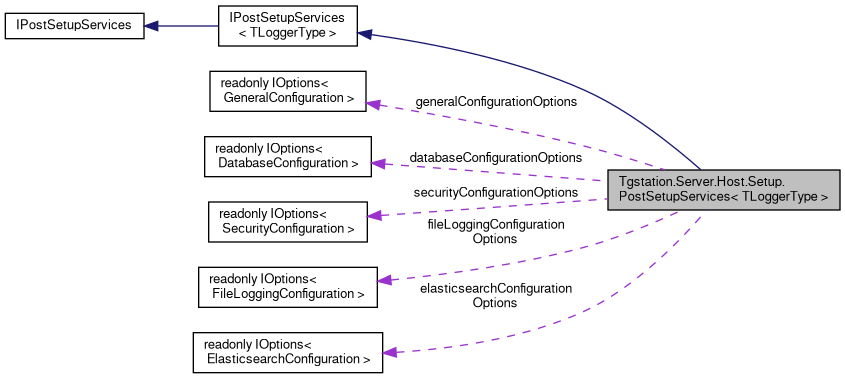 IPostSetupServices
IPostSetupServices
< TLoggerType >
readonly IOptions<
GeneralConfiguration >
generalConfigurationOptions
readonly IOptions<
DatabaseConfiguration >
databaseConfigurationOptions
Tgstation.Server.Host.Setup.
PostSetupServices< TLoggerType >
readonly IOptions<
SecurityConfiguration >
securityConfigurationOptions
fileLoggingConfiguration
Options
readonly IOptions<
FileLoggingConfiguration >
elasticsearchConfiguration
Options
readonly IOptions<
ElasticsearchConfiguration >